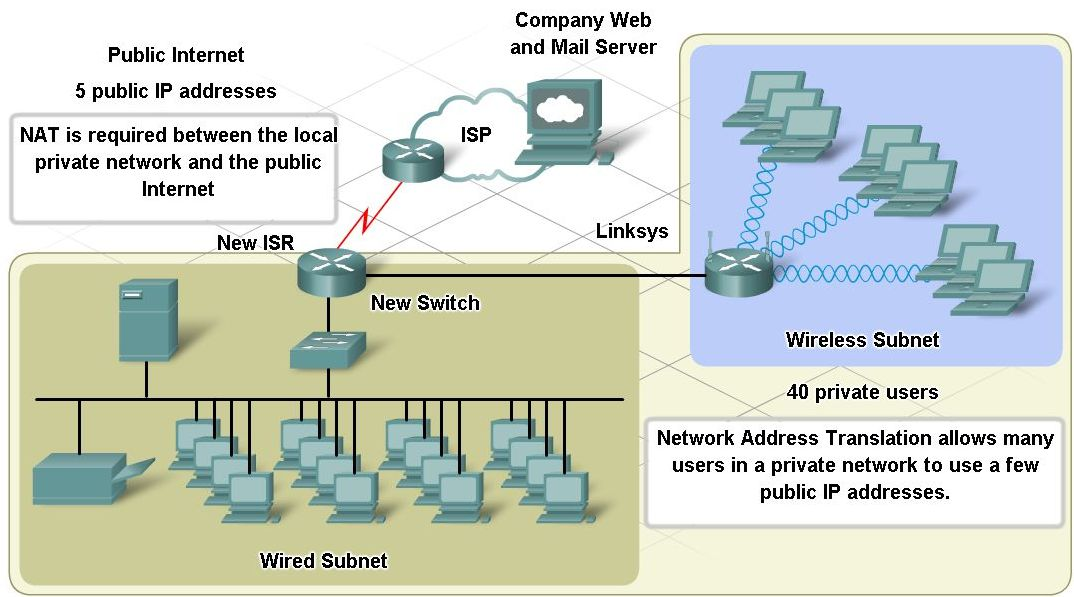 Company Web
and Mail Server
Public Internet
5 public IP addresses
NAT is required between the local
private network and the public
Internet
ISP
New ISR
Linksys
New Switch
Wireless Subnet
40 private users
Network Address Translation allows many
users in a private network to use a few
public IP addresses.
Wired Subnet